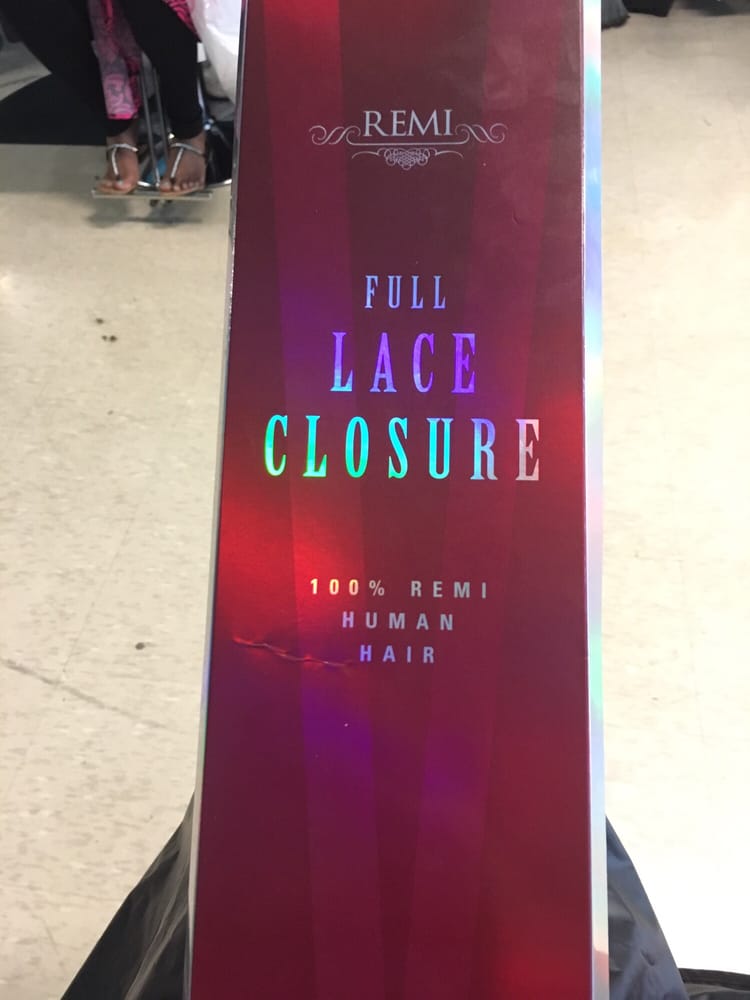 REMI
FULL
LACE
CLOSURE
100% REMI
HUMAN
HAIR